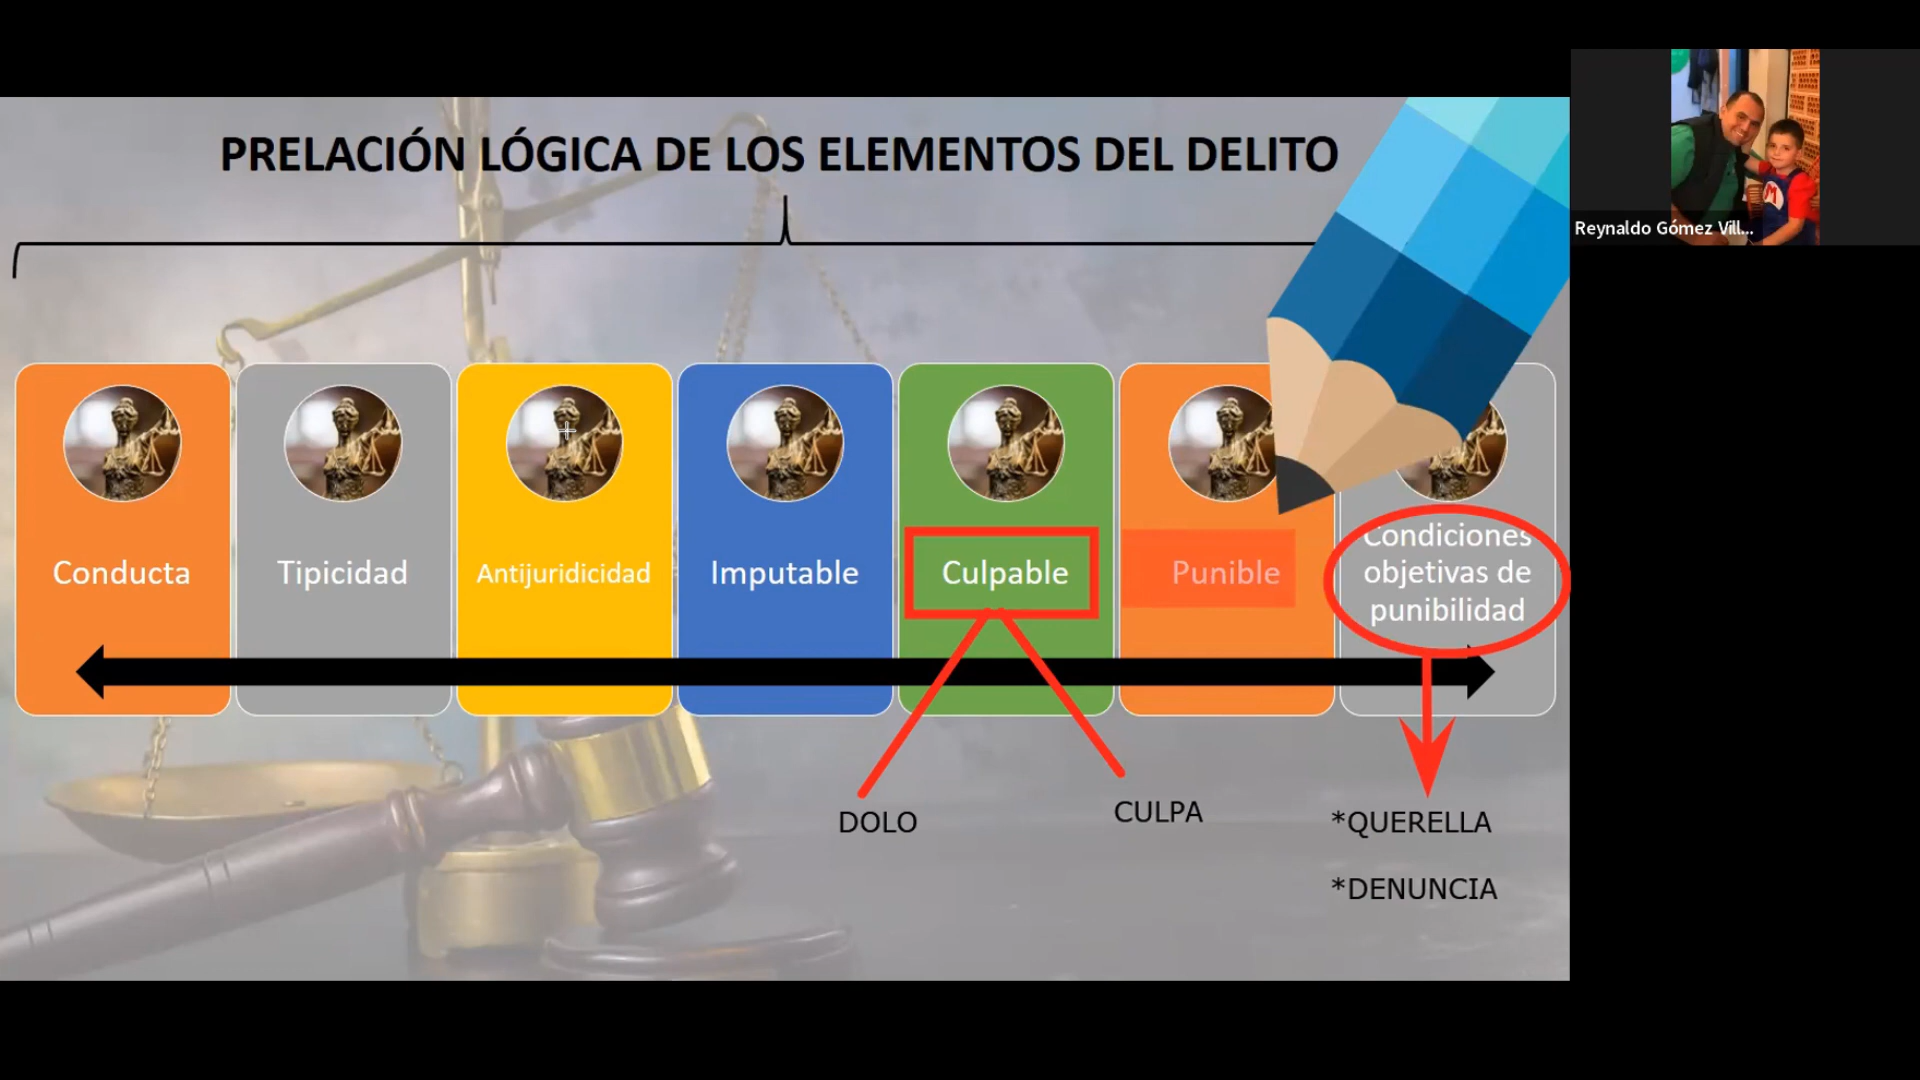 PRELACIÓN LÓGICA DE LOS ELEMENTOS DEL DELITO
Reynaldo Gómez Vill...
Conducta
Tipicidad
Antijuridicidad
Imputable
Culpable
Punible
Condiciones
objetivas de
punibilidad
DOLO
CULPA
*QUERELLA
*DENUNCIA
M